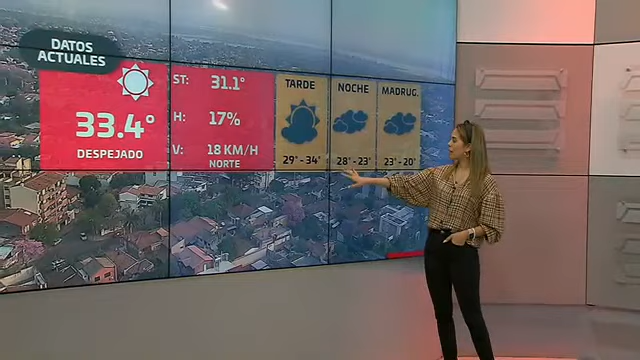 DATOS
ACTUALES
33.4°
DESPEJADO
ST: 31.1°
H: 17%
V: 18 KM/H
NORTE
TARDE
29° - 34°
NOCHE
28° - 23°
MADRUG.
23° - 20°